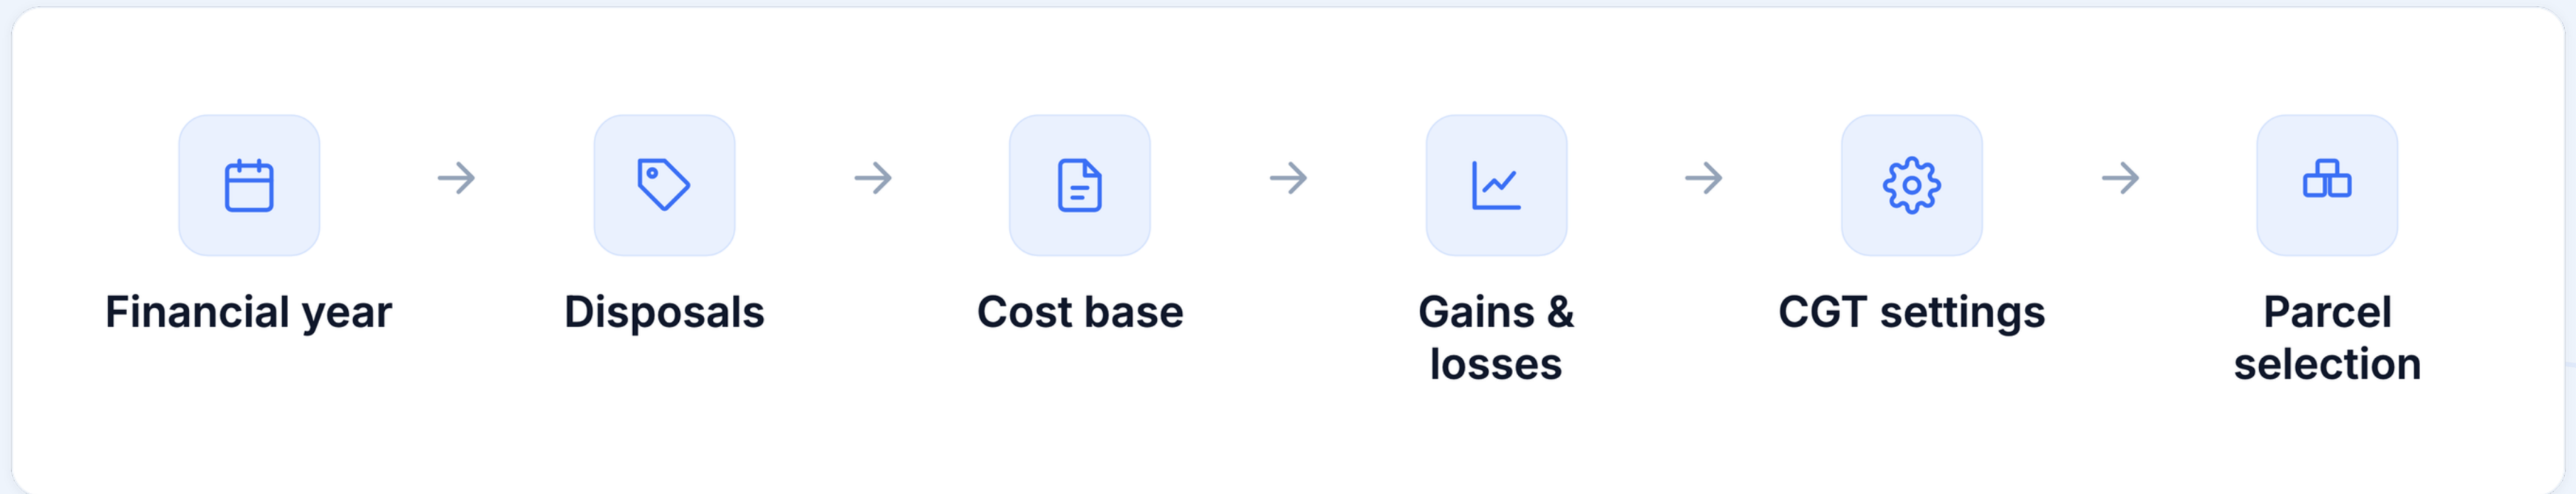 Financial year
Disposals
Cost base
Gains &
losses
CGT settings
Parcel
selection